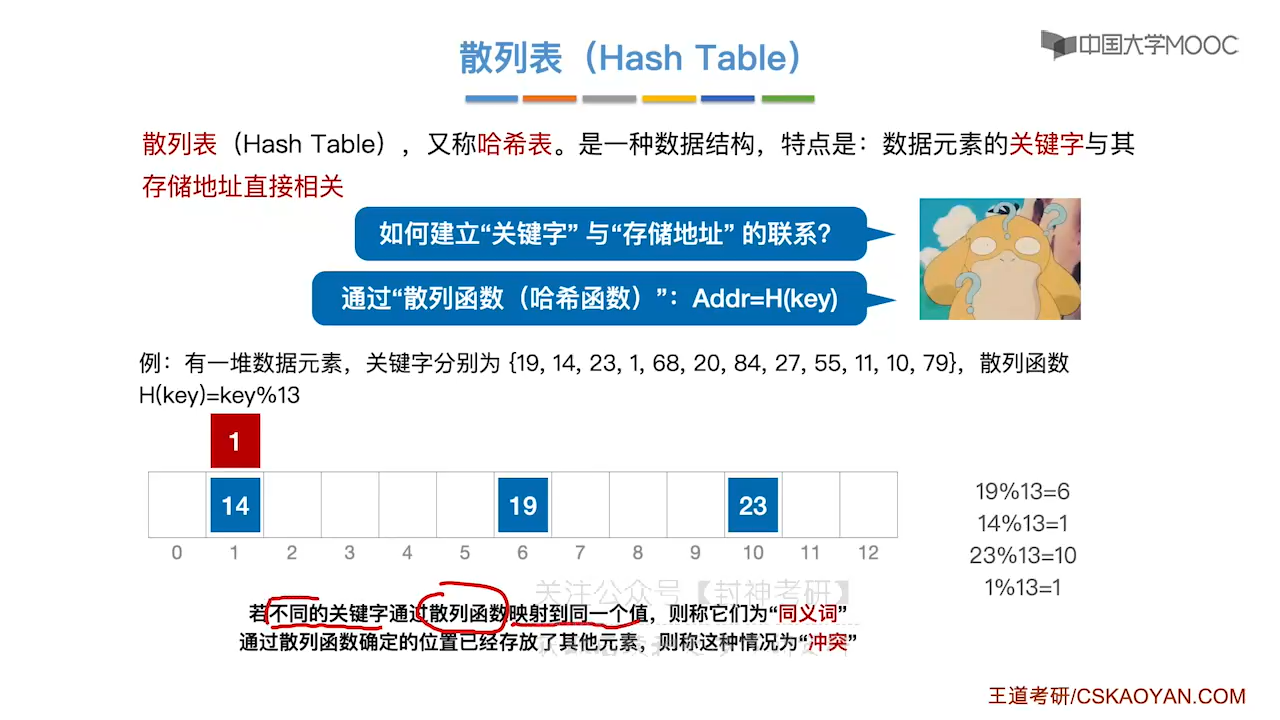 散列表（Hash Table）
中国大学MOOC
散列表（Hash Table），又称哈希表。是一种数据结构，特点是：数据元素的关键字与其
存储地址直接相关
如何建立“关键字” 与“存储地址” 的联系？
通过“散列函数（哈希函数）”：Addr=H(key)
例：有一堆数据元素，关键字分别为 {19, 14, 23, 1, 68, 20, 84, 27, 55, 11, 10, 79}，散列函数
H(key)=key%13
1
14 19 23
0 1 2 3 4 5 6 7 8 9 10 11 12
19%13=6
14%13=1
23%13=10
1%13=1
关注公众号【封神考研】
若不同的关键字通过散列函数映射到同一个值，则称它们为“同义词”
通过散列函数确定的位置已经存放了其他元素，则称这种情况为“冲突”
王道考研/CSKAOYAN.COM